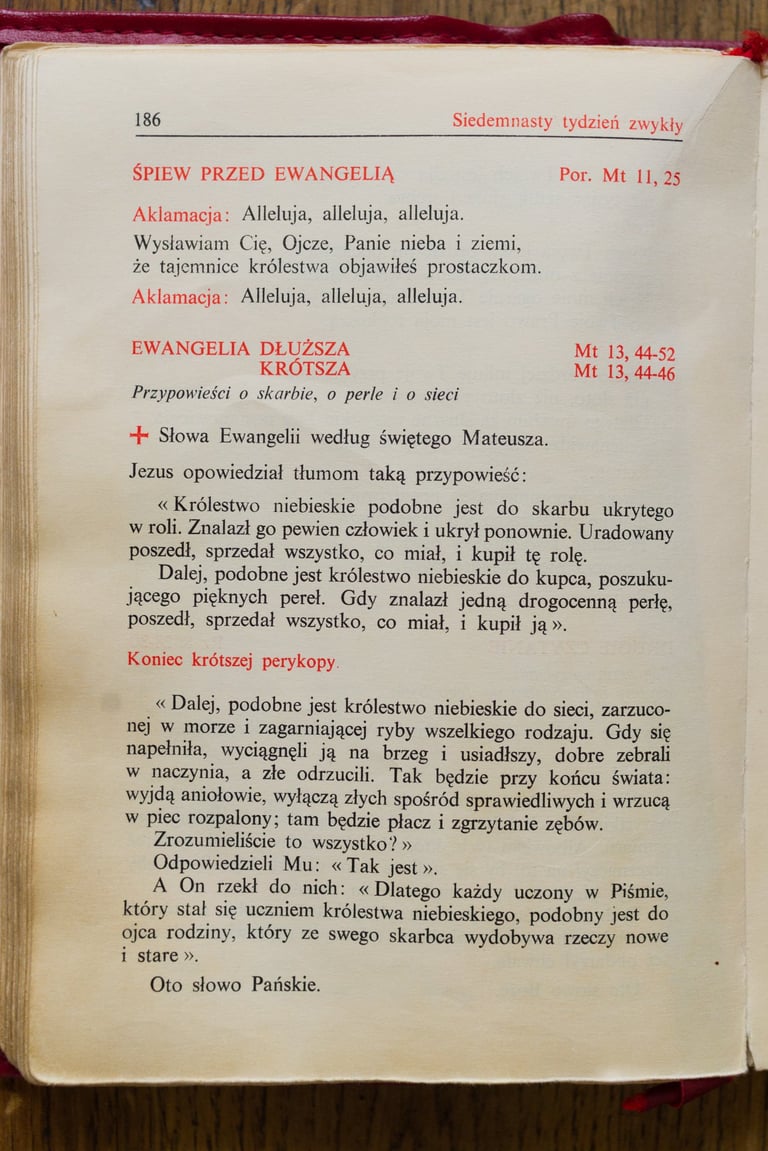 186 Siedemnasty tydzień zwykły
ŚPIEW PRZED EWANGELIĄ Por. Mt 11, 25
Aklamacja: Alleluja, alleluja, alleluja.
Wysławiam Cię, Ojcze, Panie nieba i ziemi,
że tajemnice królestwa objawiłeś prostaczkom.
Aklamacja: Alleluja, alleluja, alleluja.
EWANGELIA DŁUŻSZA Mt 13, 44-52
KRÓTSZA Mt 13, 44-46
Przypowieści o skarbie, o perle i o sieci
+ Słowa Ewangelii według świętego Mateusza.
Jezus opowiedział tłumom taką przypowieść:
« Królestwo niebieskie podobne jest do skarbu ukrytego
w roli. Znalazł go pewien człowiek i ukrył ponownie. Uradowany
poszedł, sprzedał wszystko, co miał, i kupił tę rolę.
Dalej, podobne jest królestwo niebieskie do kupca, poszuku-
jącego pięknych pereł. Gdy znalazł jedną drogocenną perłę,
poszedł, sprzedał wszystko, co miał, i kupił ją ».
Koniec krótszej perykopy.
« Dalej, podobne jest królestwo niebieskie do sieci, zarzuco-
nej w morze i zagarniającej ryby wszelkiego rodzaju. Gdy się
napełniła, wyciągnęli ją na brzeg i usiadłszy, dobre zebrali
w naczynia, a złe odrzucili. Tak będzie przy końcu świata:
wyjdą aniołowie, wyłączą złych spośród sprawiedliwych i wrzucą
w piec rozpalony; tam będzie płacz i zgrzytanie zębów.
Zrozumieliście to wszystko? »
Odpowiedzieli Mu: « Tak jest ».
A On rzekł do nich: « Dlatego każdy uczony w Piśmie,
który stał się uczniem królestwa niebieskiego, podobny jest do
ojca rodziny, który ze swego skarbca wydobywa rzeczy nowe
i stare ».
Oto słowo Pańskie.